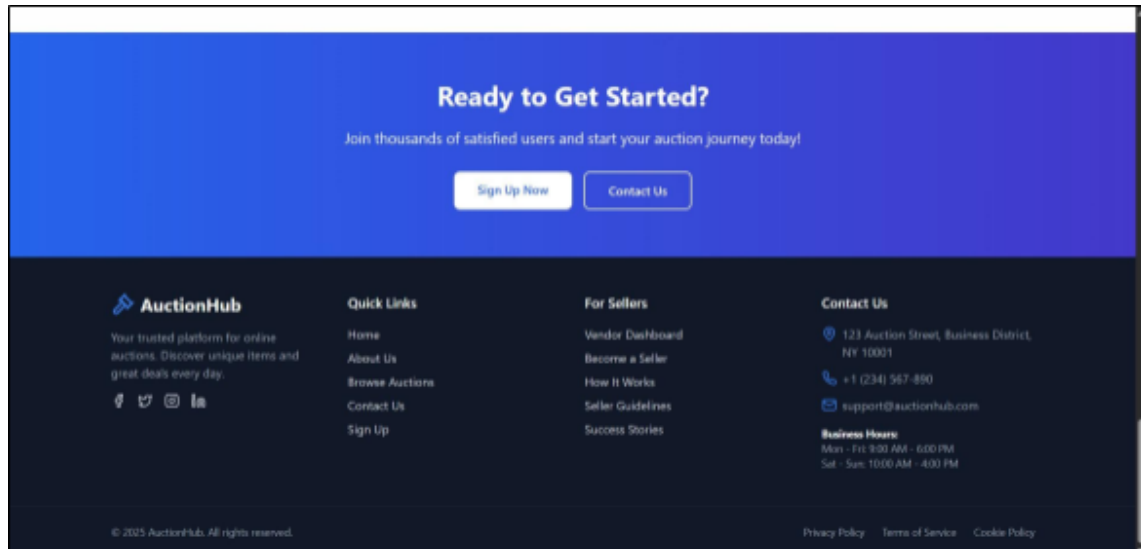 Ready to Get Started?
Join thousands of satisfied users and start your auction journey today!
Sign Up Now
Contact Us
AuctionHub
Your trusted platform for online
auctions. Discover unique items and
great deals every day.
Quick Links
Home
About Us
Browse Auctions
Contact Us
Sign Up
For Sellers
Vendor Dashboard
Become a Seller
How It Works
Seller Guidelines
Success Stories
Contact Us
123 Auction Street, Business District,
NY 10001
+1 (234) 567-890
support@auctionhub.com
Business Hours:
Mon - Fri: 9:00 AM - 6:00 PM
Sat - Sun: 10:00 AM - 4:00 PM
© 2025 AuctionHub. All rights reserved.
Privacy Policy
Terms of Service
Cookie Policy